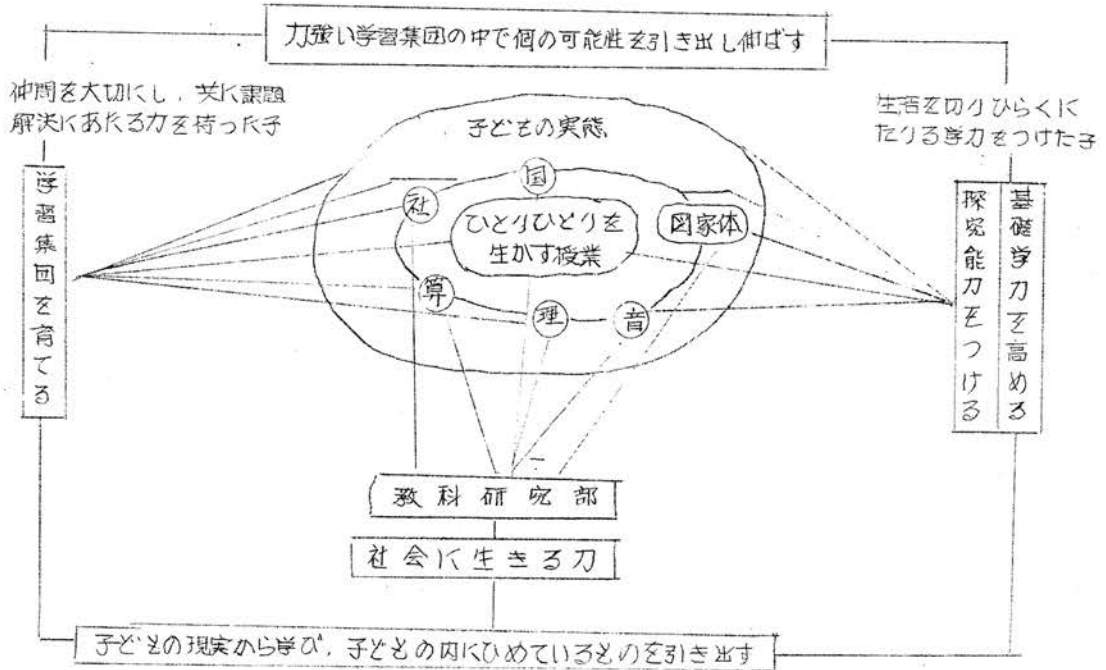 力強い学習集団の中で個の可能性を引き出し伸ばす
仲間を大切にし、共に課題
解決にあたる力を持った子
生活を切りひらくに
たりる学力をつけた子
子どもの実態
国
社
ひとりひとりを
生かす授業
図家体
算
理
音
学習集団を育てる
基礎学力を高める
探究能力をつける
教科研究部
社会に生きる力
子どもの現実から学び、子どもの内にひめているものを引き出す